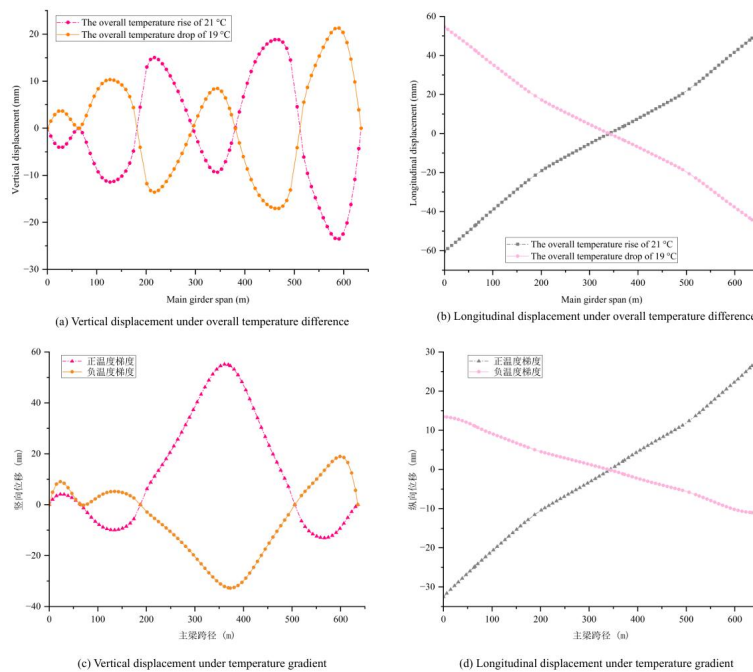 The overall temperature rise of 21 °C
The overall temperature drop of 19 °C
Vertical displacement (mm)
20
10
0
−10
−20
−30
0
100
200
300
400
500
600
Main girder span (m)
(a) Vertical displacement under overall temperature difference
60
40
20
0
−20
−40
−60
Longitudinal displacement (mm)
The overall temperature rise of 21 °C
The overall temperature drop of 19 °C
0
100
200
300
400
500
600
Main girder span (m)
(b) Longitudinal displacement under overall temperature difference
正温度梯度
负温度梯度
竖向位移 (mm)
60
40
20
0
−20
−40
0
100
200
300
400
500
600
主梁跨径 (m)
(c) Vertical displacement under temperature gradient
正温度梯度
负温度梯度
纵向位移 (mm)
30
20
10
0
−10
−20
−30
0
100
200
300
400
500
600
主梁跨径 (m)
(d) Longitudinal displacement under temperature gradient